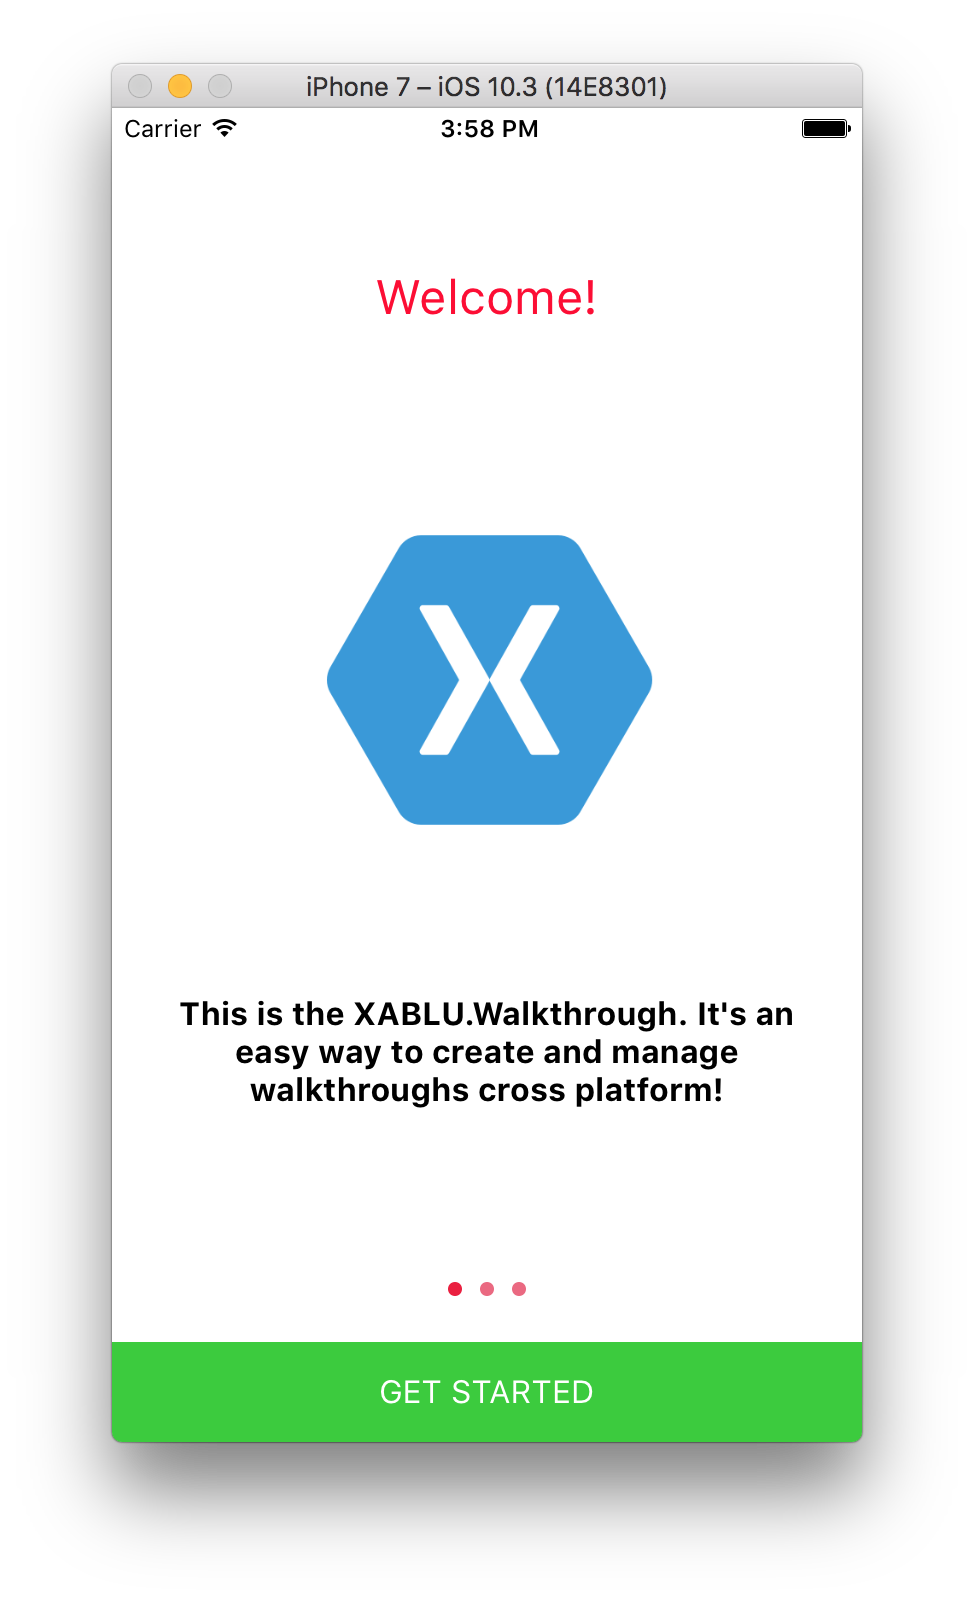 iPhone 7 – iOS 10.3 (14E8301)
Carrier 3:58 PM
Welcome!
X
This is the XABLU.Walkthrough. It's an
easy way to create and manage
walkthroughs cross platform!
GET STARTED